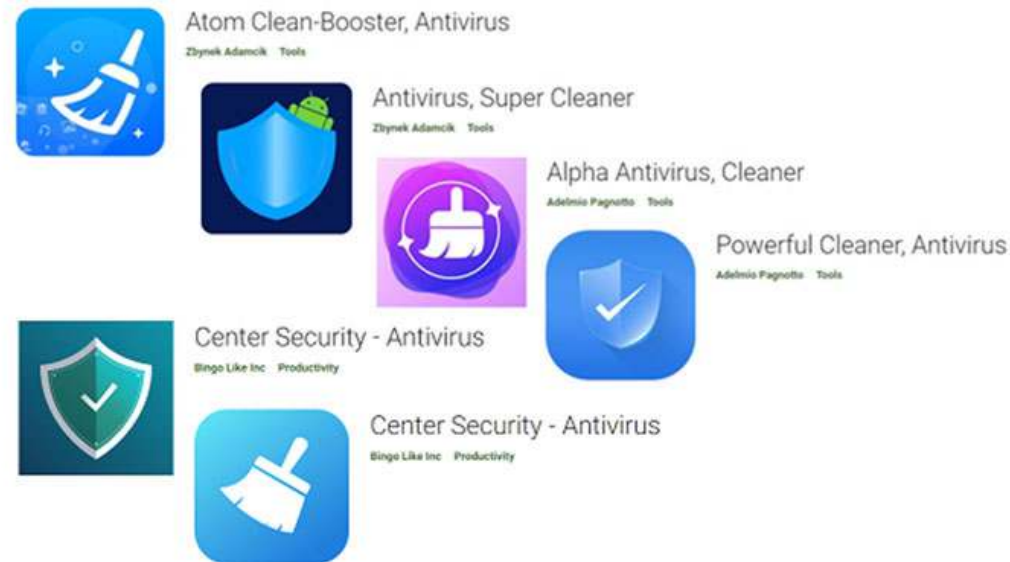 Atom Clean-Booster, Antivirus
Zbynek Adamcik Tools
Antivirus, Super Cleaner
Zbynek Adamcik Tools
Alpha Antivirus, Cleaner
Adelmio Pagnotto Tools
Powerful Cleaner, Antivirus
Adelmio Pagnotto Tools
Center Security - Antivirus
Bingo Like Inc Productivity
Center Security - Antivirus
Bingo Like Inc Productivity